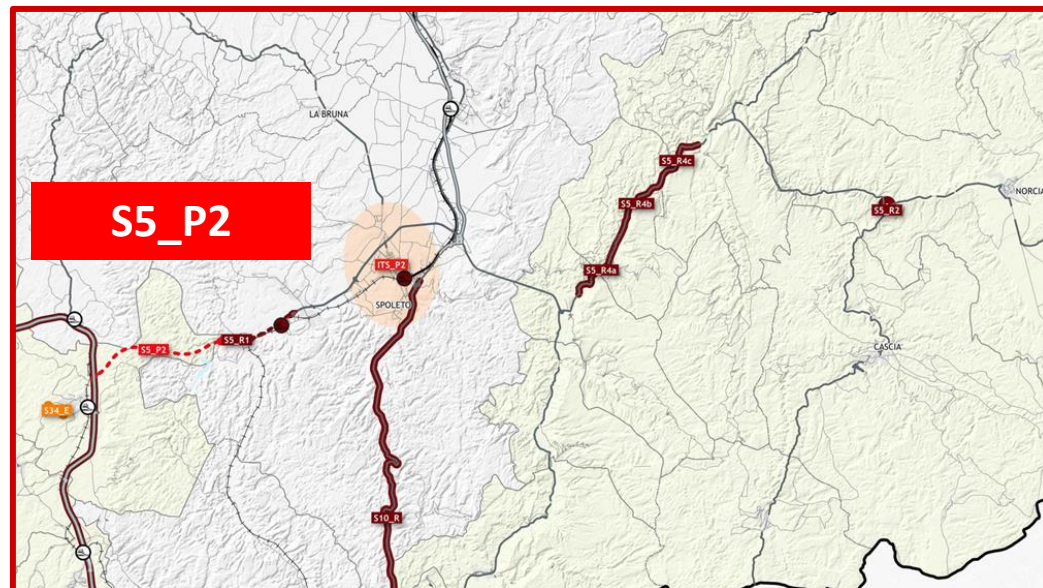 LA BRUNA
S5_R4c
S5_P2
NORCIA
S5_R4b
S5_R2
ITS_P2
S5_R4a
SPOLETO
S5_R1
S5_P2
CASCIA
S34_E
S10_R